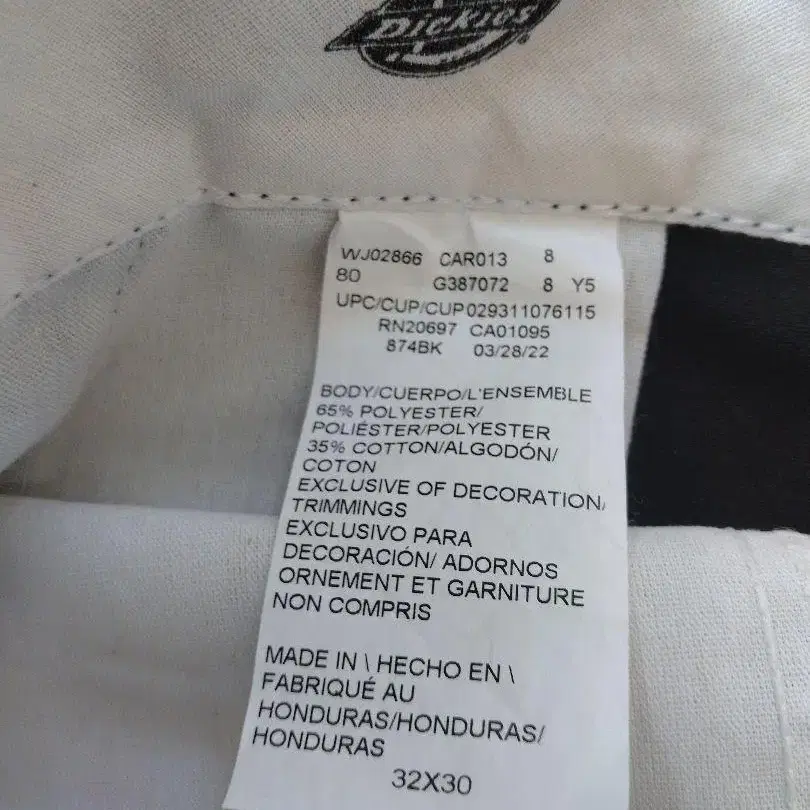 Dickies
WJ02866 CAR013 8
80 G387072 8 Y5
UPC/CUP/CUP029311076115
RN20697 CA01095
874BK 03/28/22
BODY/CUERPO/L'ENSEMBLE
65% POLYESTER/
POLIÉSTER/POLYESTER
35% COTTON/ALGODÓN/
COTON
EXCLUSIVE OF DECORATION/
TRIMMINGS
EXCLUSIVO PARA
DECORACIÓN/ ADORNOS
ORNEMENT ET GARNITURE
NON COMPRIS
MADE IN \ HECHO EN \
FABRIQUÉ AU
HONDURAS/HONDURAS/
HONDURAS
32X30